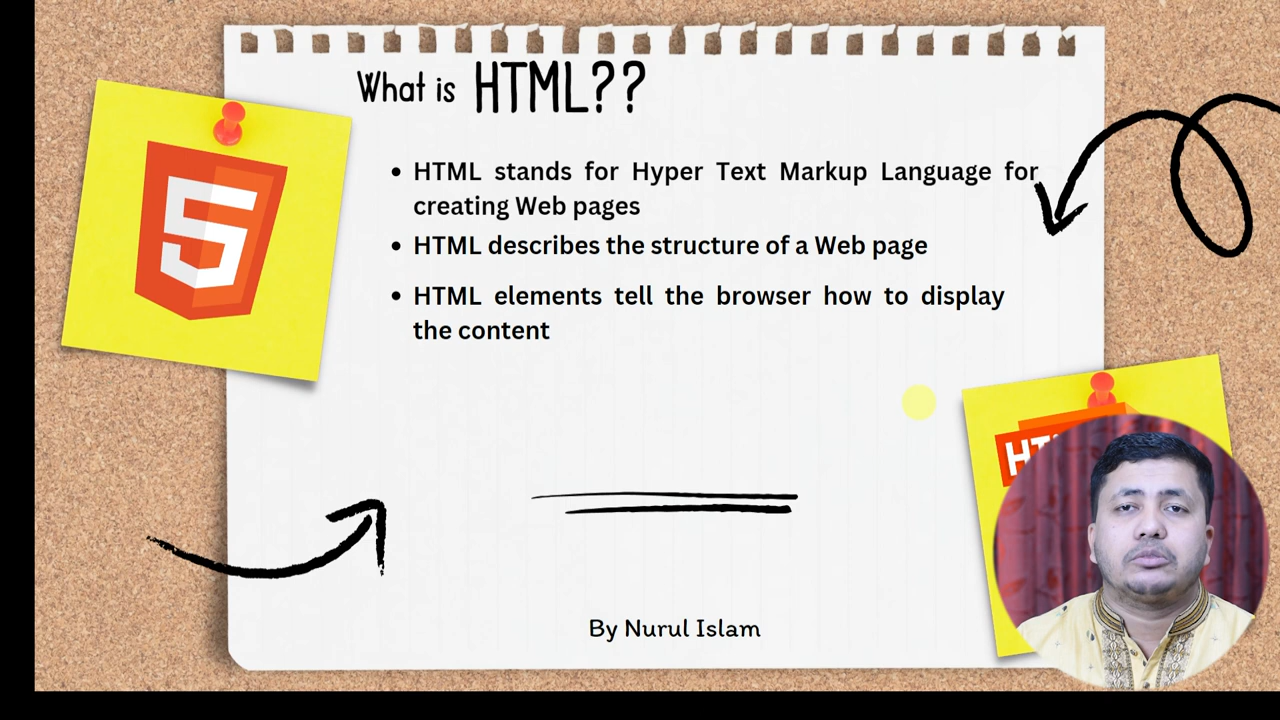 What is HTML??
5
• HTML stands for Hyper Text Markup Language for
creating Web pages
• HTML describes the structure of a Web page
• HTML elements tell the browser how to display
the content
By Nurul Islam